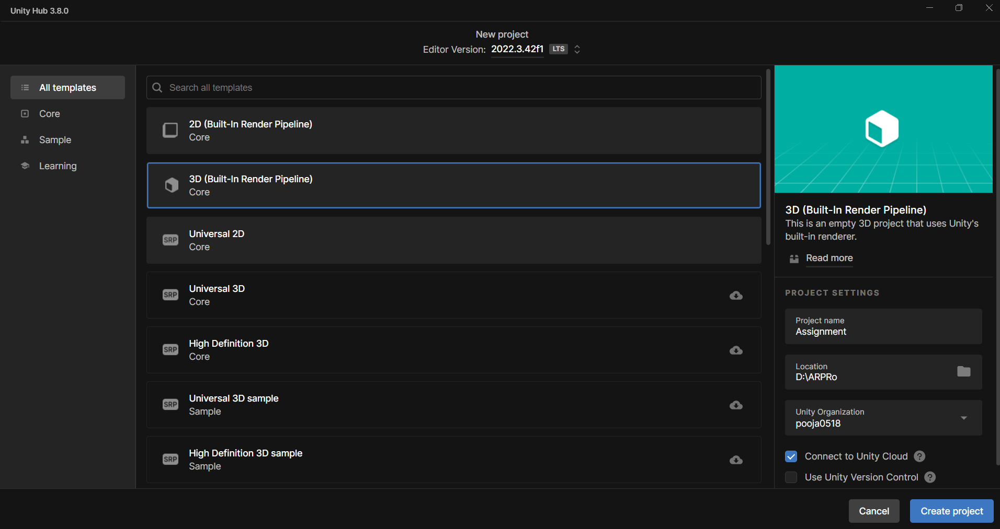 Unity Hub 3.8.0
New project
Editor Version: 2022.3.42f1 LTS
All templates
Core
Sample
Learning
Search all templates
2D (Built-In Render Pipeline)
Core
3D (Built-In Render Pipeline)
Core
SRP
Universal 2D
Core
SRP
Universal 3D
Core
SRP
High Definition 3D
Core
SRP
Universal 3D sample
Sample
SRP
High Definition 3D sample
Sample
3D (Built-In Render Pipeline)
This is an empty 3D project that uses Unity's
built-in renderer.
Read more
PROJECT SETTINGS
Project name
Assignment
Location
D:\ARPRo
Unity Organization
pooja0518
Connect to Unity Cloud ?
Use Unity Version Control ?
Cancel
Create project